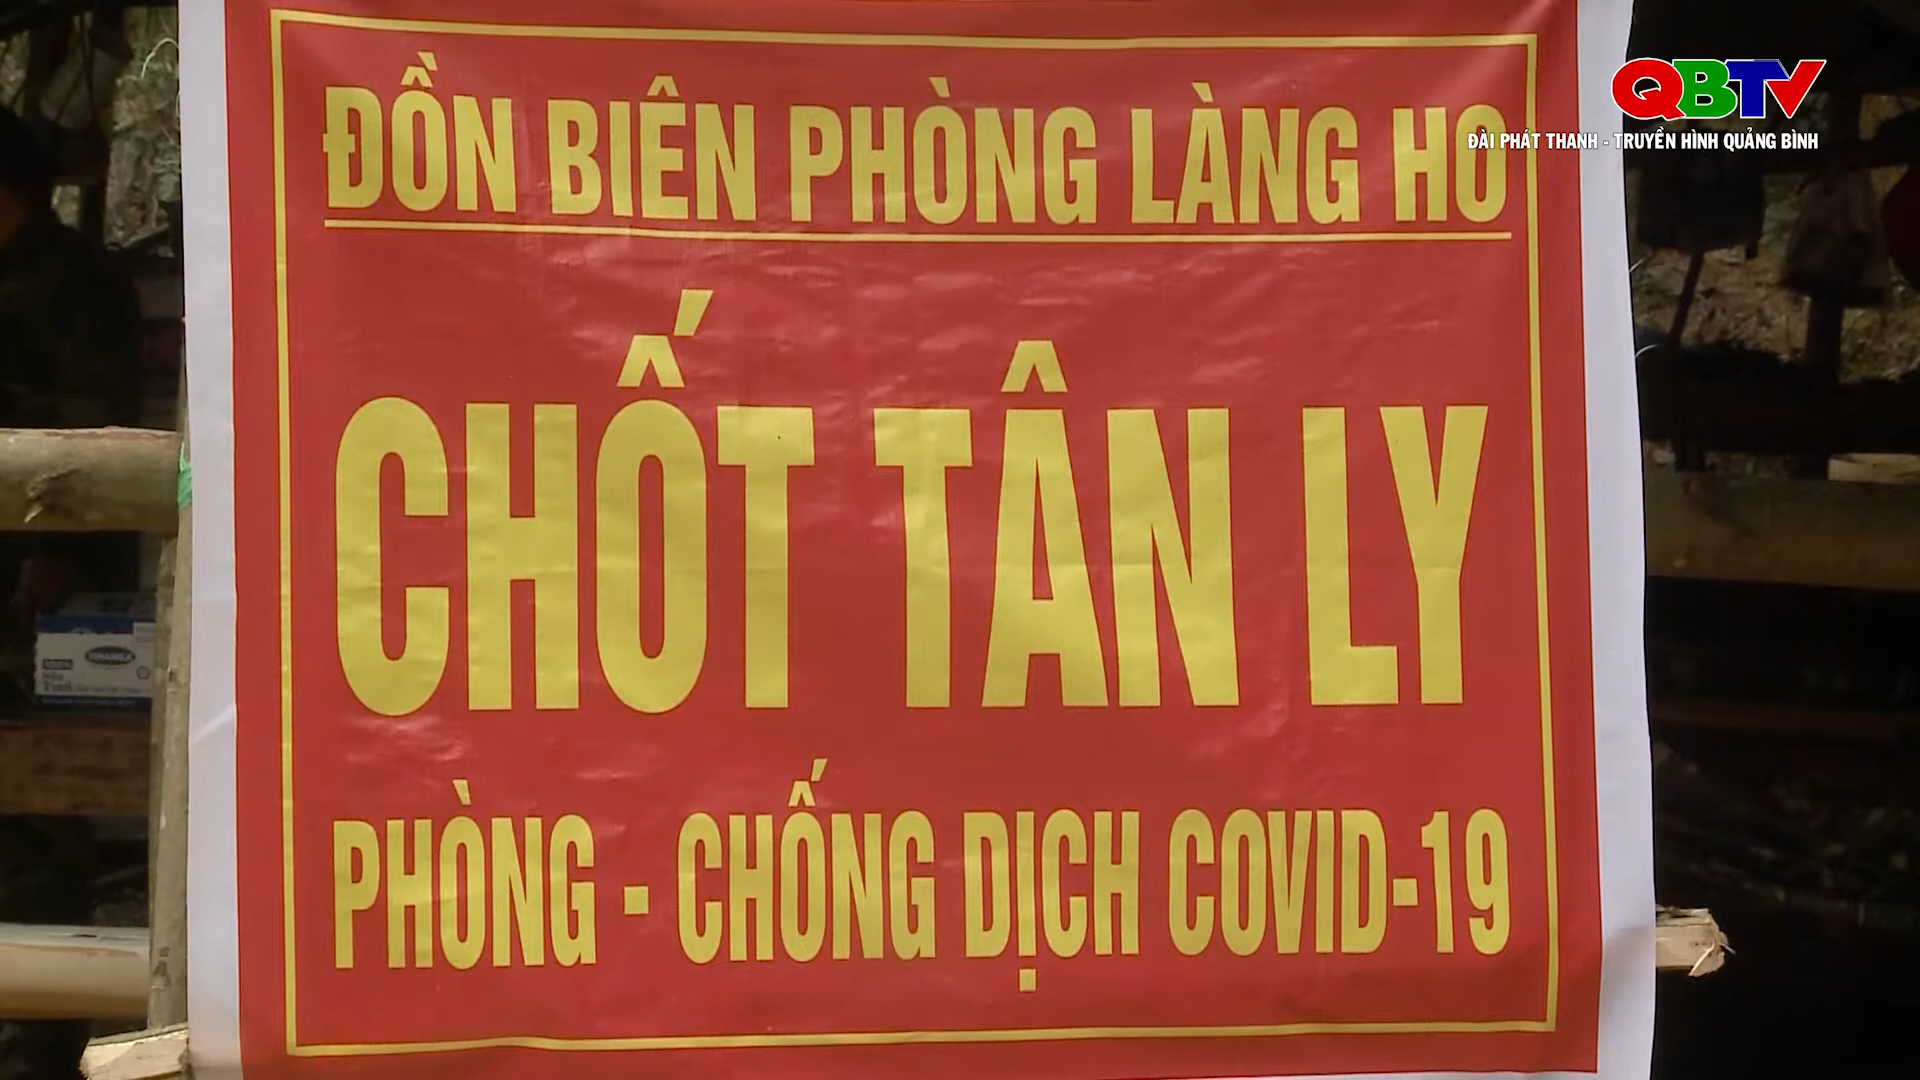 QBTV
ĐÀI PHÁT THANH - TRUYỀN HÌNH QUẢNG BÌNH
ĐỒN BIÊN PHÒNG LÀNG HO
CHỐT TÂN LY
PHÒNG - CHỐNG DỊCH COVID-19
VINAMILK